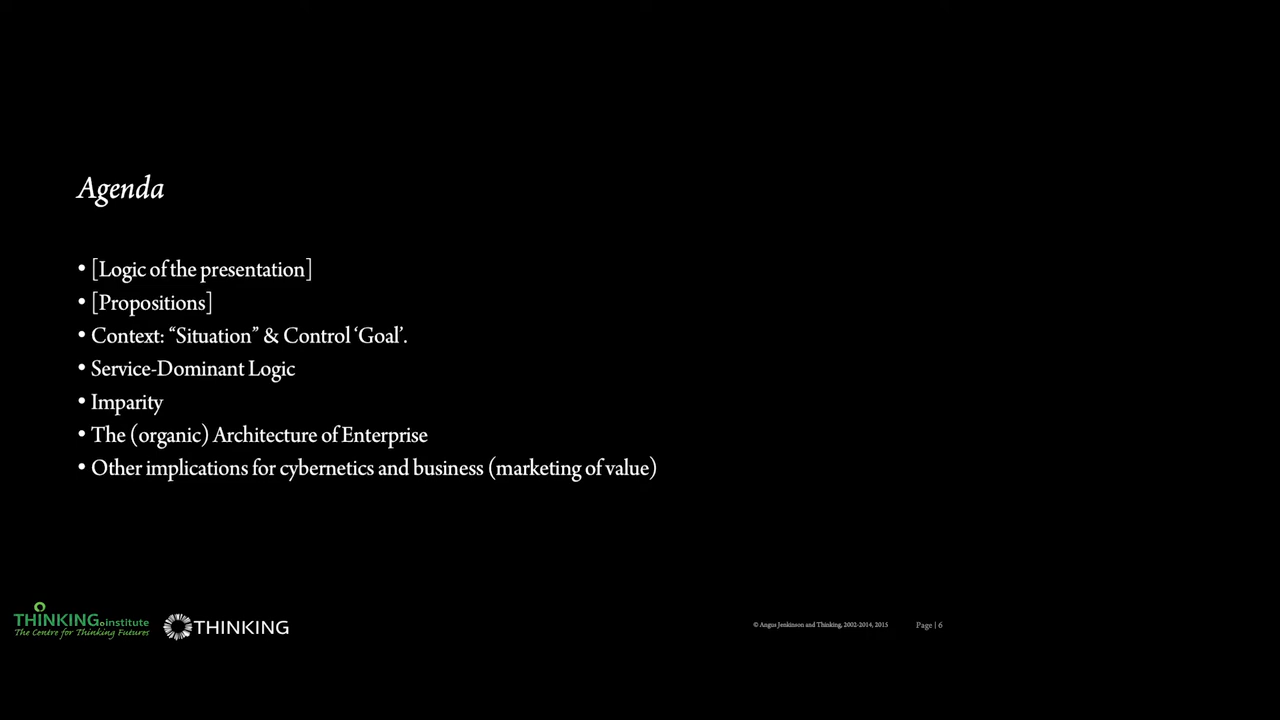 Agenda
• [Logic of the presentation]
• [Propositions]
• Context: “Situation” & Control ‘Goal’.
• Service-Dominant Logic
• Imparity
• The (organic) Architecture of Enterprise
• Other implications for cybernetics and business (marketing of value)
THINKING.institute
The Centre for Thinking Futures
THINKING
© Angus Jenkinson and Thinking, 2002-2014, 2015
Page | 6